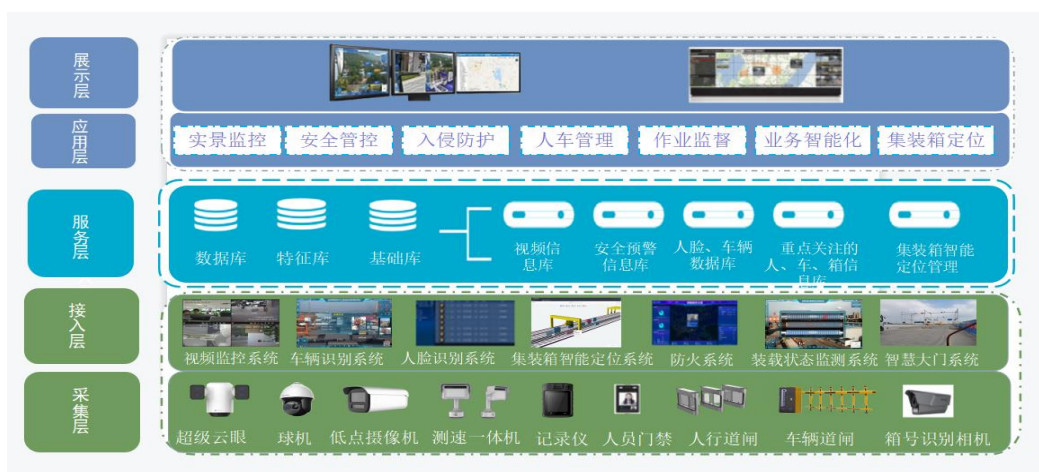 展示层
应用层
实景监控 安全管控 入侵防护 人车管理 作业监督 业务智能化 集装箱定位
服务层
数据库 特征库 基础库
视频信
息库
安全预警
信息库
人脸、车辆
数据库
重点关注的
人、车、箱信
息库
集装箱智能
定位管理
接入层
视频监控系统 车辆识别系统 人脸识别系统 集装箱智能定位系统 防火系统 装载状态监测系统 智慧大门系统
采集层
超级云眼 球机 低点摄像机 测速一体机 记录仪 人员门禁 人行道闸 车辆道闸 箱号识别相机